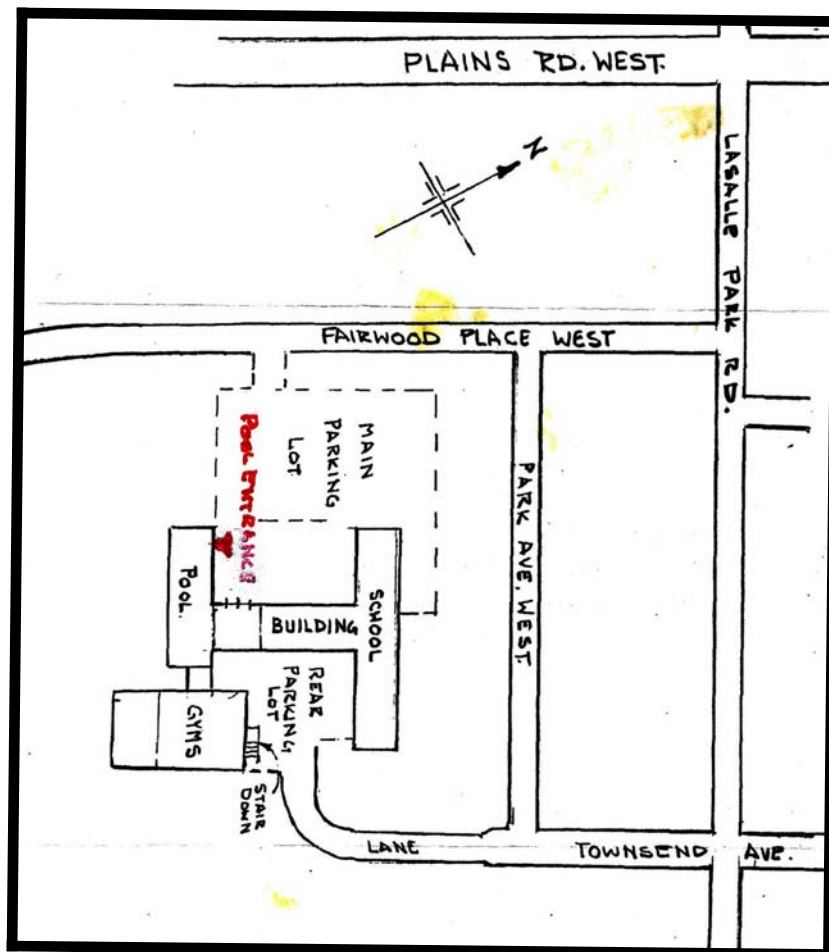 PLAINS RD. WEST.
N
LASALLE PARK RD.
FAIRWOOD PLACE WEST
MAIN
PARKING
LOT
POOL ENTRANCE
PARK AVE. WEST.
POOL.
BUILDING
SCHOOL
REAR
PARKING
LOT
GYMS
STAIR
DOWN
LANE
TOWNSEND AVE.